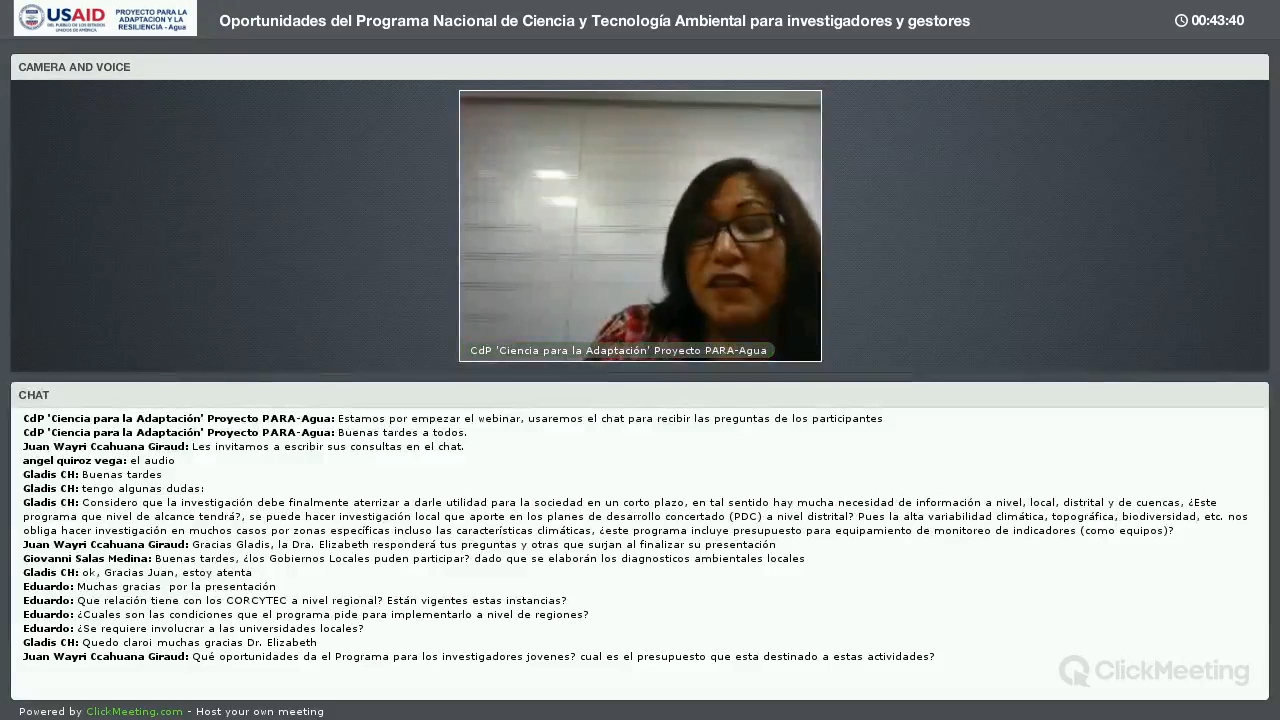 USAID
DEL PUEBLO DE LOS ESTADOS
UNIDOS DE AMÉRICA
PROYECTO PARA LA
ADAPTACIÓN Y LA
RESILIENCIA - Agua
Oportunidades del Programa Nacional de Ciencia y Tecnología Ambiental para investigadores y gestores
00:43:40
CAMERA AND VOICE
CdP 'Ciencia para la Adaptación' Proyecto PARA-Agua
CHAT
CdP 'Ciencia para la Adaptación' Proyecto PARA-Agua: Estamos por empezar el webinar, usaremos el chat para recibir las preguntas de los participantes
CdP 'Ciencia para la Adaptación' Proyecto PARA-Agua: Buenas tardes a todos.
Juan Wayri Ccahuana Giraud: Les invitamos a escribir sus consultas en el chat.
angel quiroz vega: el audio
Gladis CH: Buenas tardes
Gladis CH: tengo algunas dudas:
Gladis CH: Considero que la investigación debe finalmente aterrizar a darle utilidad para la sociedad en un corto plazo, en tal sentido hay mucha necesidad de información a nivel, local, distrital y de cuencas, ¿Este
programa que nivel de alcance tendrá?, se puede hacer investigación local que aporte en los planes de desarrollo concertado (PDC) a nivel distrital? Pues la alta variabilidad climática, topográfica, biodiversidad, etc. nos
obliga hacer investigación en muchos casos por zonas específicas incluso las características climáticas, ¿este programa incluye presupuesto para equipamiento de monitoreo de indicadores (como equipos)?
Juan Wayri Ccahuana Giraud: Gracias Gladis, la Dra. Elizabeth responderá tus preguntas y otras que surjan al finalizar su presentación
Giovanni Salas Medina: Buenas tardes, ¿los Gobiernos Locales puden participar? dado que se elaborán los diagnosticos ambientales locales
Gladis CH: ok, Gracias Juan, estoy atenta
Eduardo: Muchas gracias por la presentación
Eduardo: Que relación tiene con los CORCYTEC a nivel regional? Están vigentes estas instancias?
Eduardo: ¿Cuales son las condiciones que el programa pide para implementarlo a nivel de regiones?
Eduardo: ¿Se requiere involucrar a las universidades locales?
Gladis CH: Quedo claroi muchas gracias Dr. Elizabeth
Juan Wayri Ccahuana Giraud: Qué oportunidades da el Programa para los investigadores jovenes? cual es el presupuesto que esta destinado a estas actividades?
ClickMeeting
Powered by ClickMeeting.com - Host your own meeting